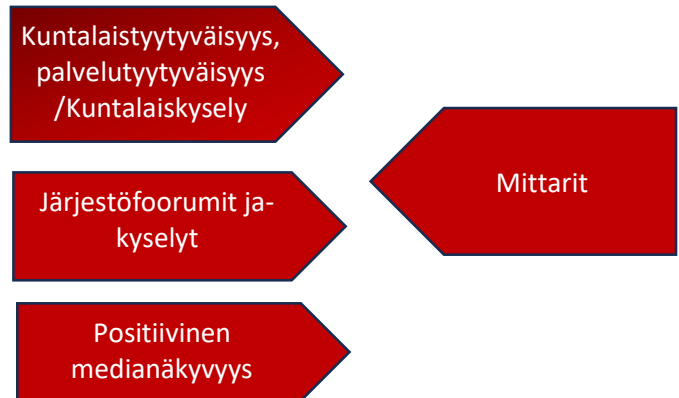 Kuntalaistyytyväisyys,
palvelutyytyväisyys
/Kuntalaiskysely
Mittarit
Järjestöfoorumit ja-
kyselyt
Positiivinen
medianäkyvyys